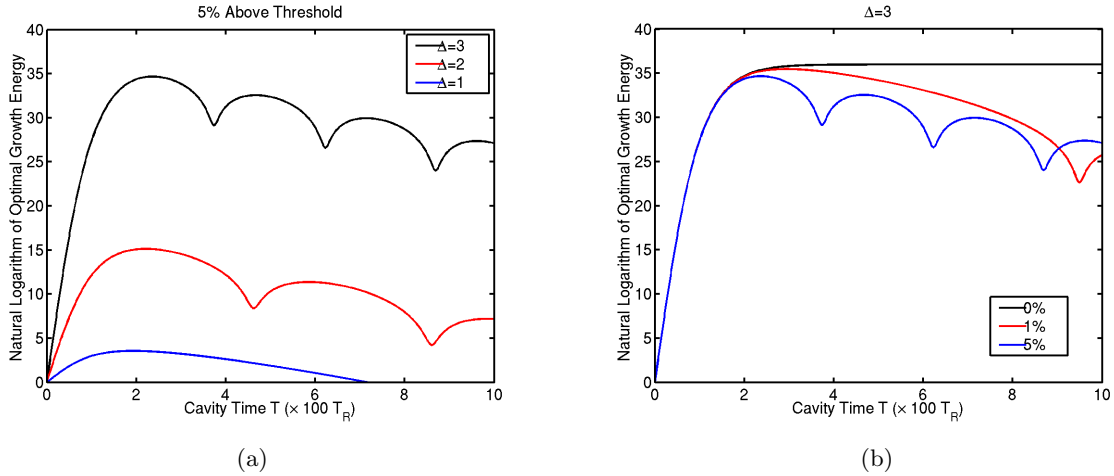 5% Above Threshold
Natural Logarithm of Optimal Growth Energy
40
35
30
25
20
15
10
5
0
Δ=3
Δ=2
Δ=1
0 2 4 6 8 10
Cavity Time T (× 100 T_R)
(a)
Δ=3
Natural Logarithm of Optimal Growth Energy
40
35
30
25
20
15
10
5
0
0%
1%
5%
0 2 4 6 8 10
Cavity Time T (× 100 T_R)
(b)